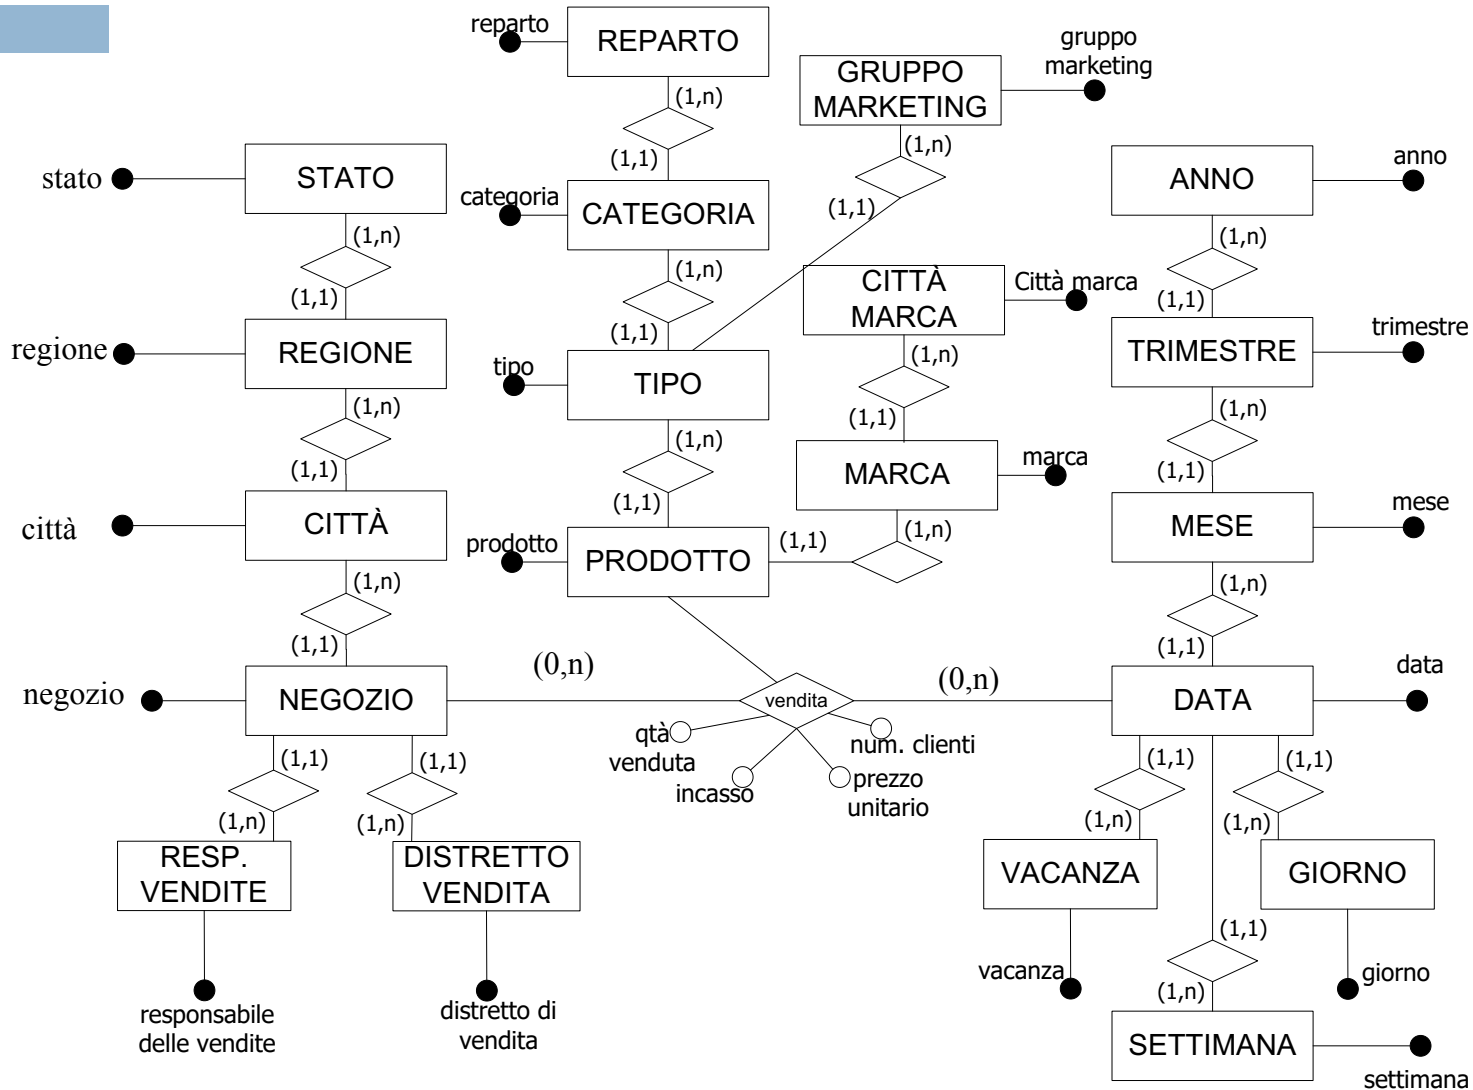 reparto
REPARTO
(1,n)
(1,1)
gruppo
marketing
GRUPPO
MARKETING
(1,n)
(1,1)
stato
STATO
(1,n)
(1,1)
categoria
CATEGORIA
(1,n)
(1,1)
anno
ANNO
(1,n)
(1,1)
CITTÀ
MARCA
Città marca
(1,n)
(1,1)
regione
REGIONE
(1,n)
(1,1)
tipo
TIPO
(1,n)
(1,1)
TRIMESTRE
trimestre
(1,n)
(1,1)
MARCA
marca
(1,n)
(1,1)
città
CITTÀ
(1,n)
(1,1)
prodotto
PRODOTTO
MESE
mese
(1,n)
(1,1)
negozio
NEGOZIO
(0,n)
vendita
(0,n)
DATA
data
qtà
venduta
incasso
prezzo
unitario
num. clienti
(1,1)
(1,n)
(1,1)
(1,n)
(1,1)
(1,n)
(1,1)
(1,n)
RESP.
VENDITE
DISTRETTO
VENDITA
VACANZA
GIORNO
(1,1)
(1,n)
vacanza
giorno
responsabile
delle vendite
distretto di
vendita
SETTIMANA
settimana